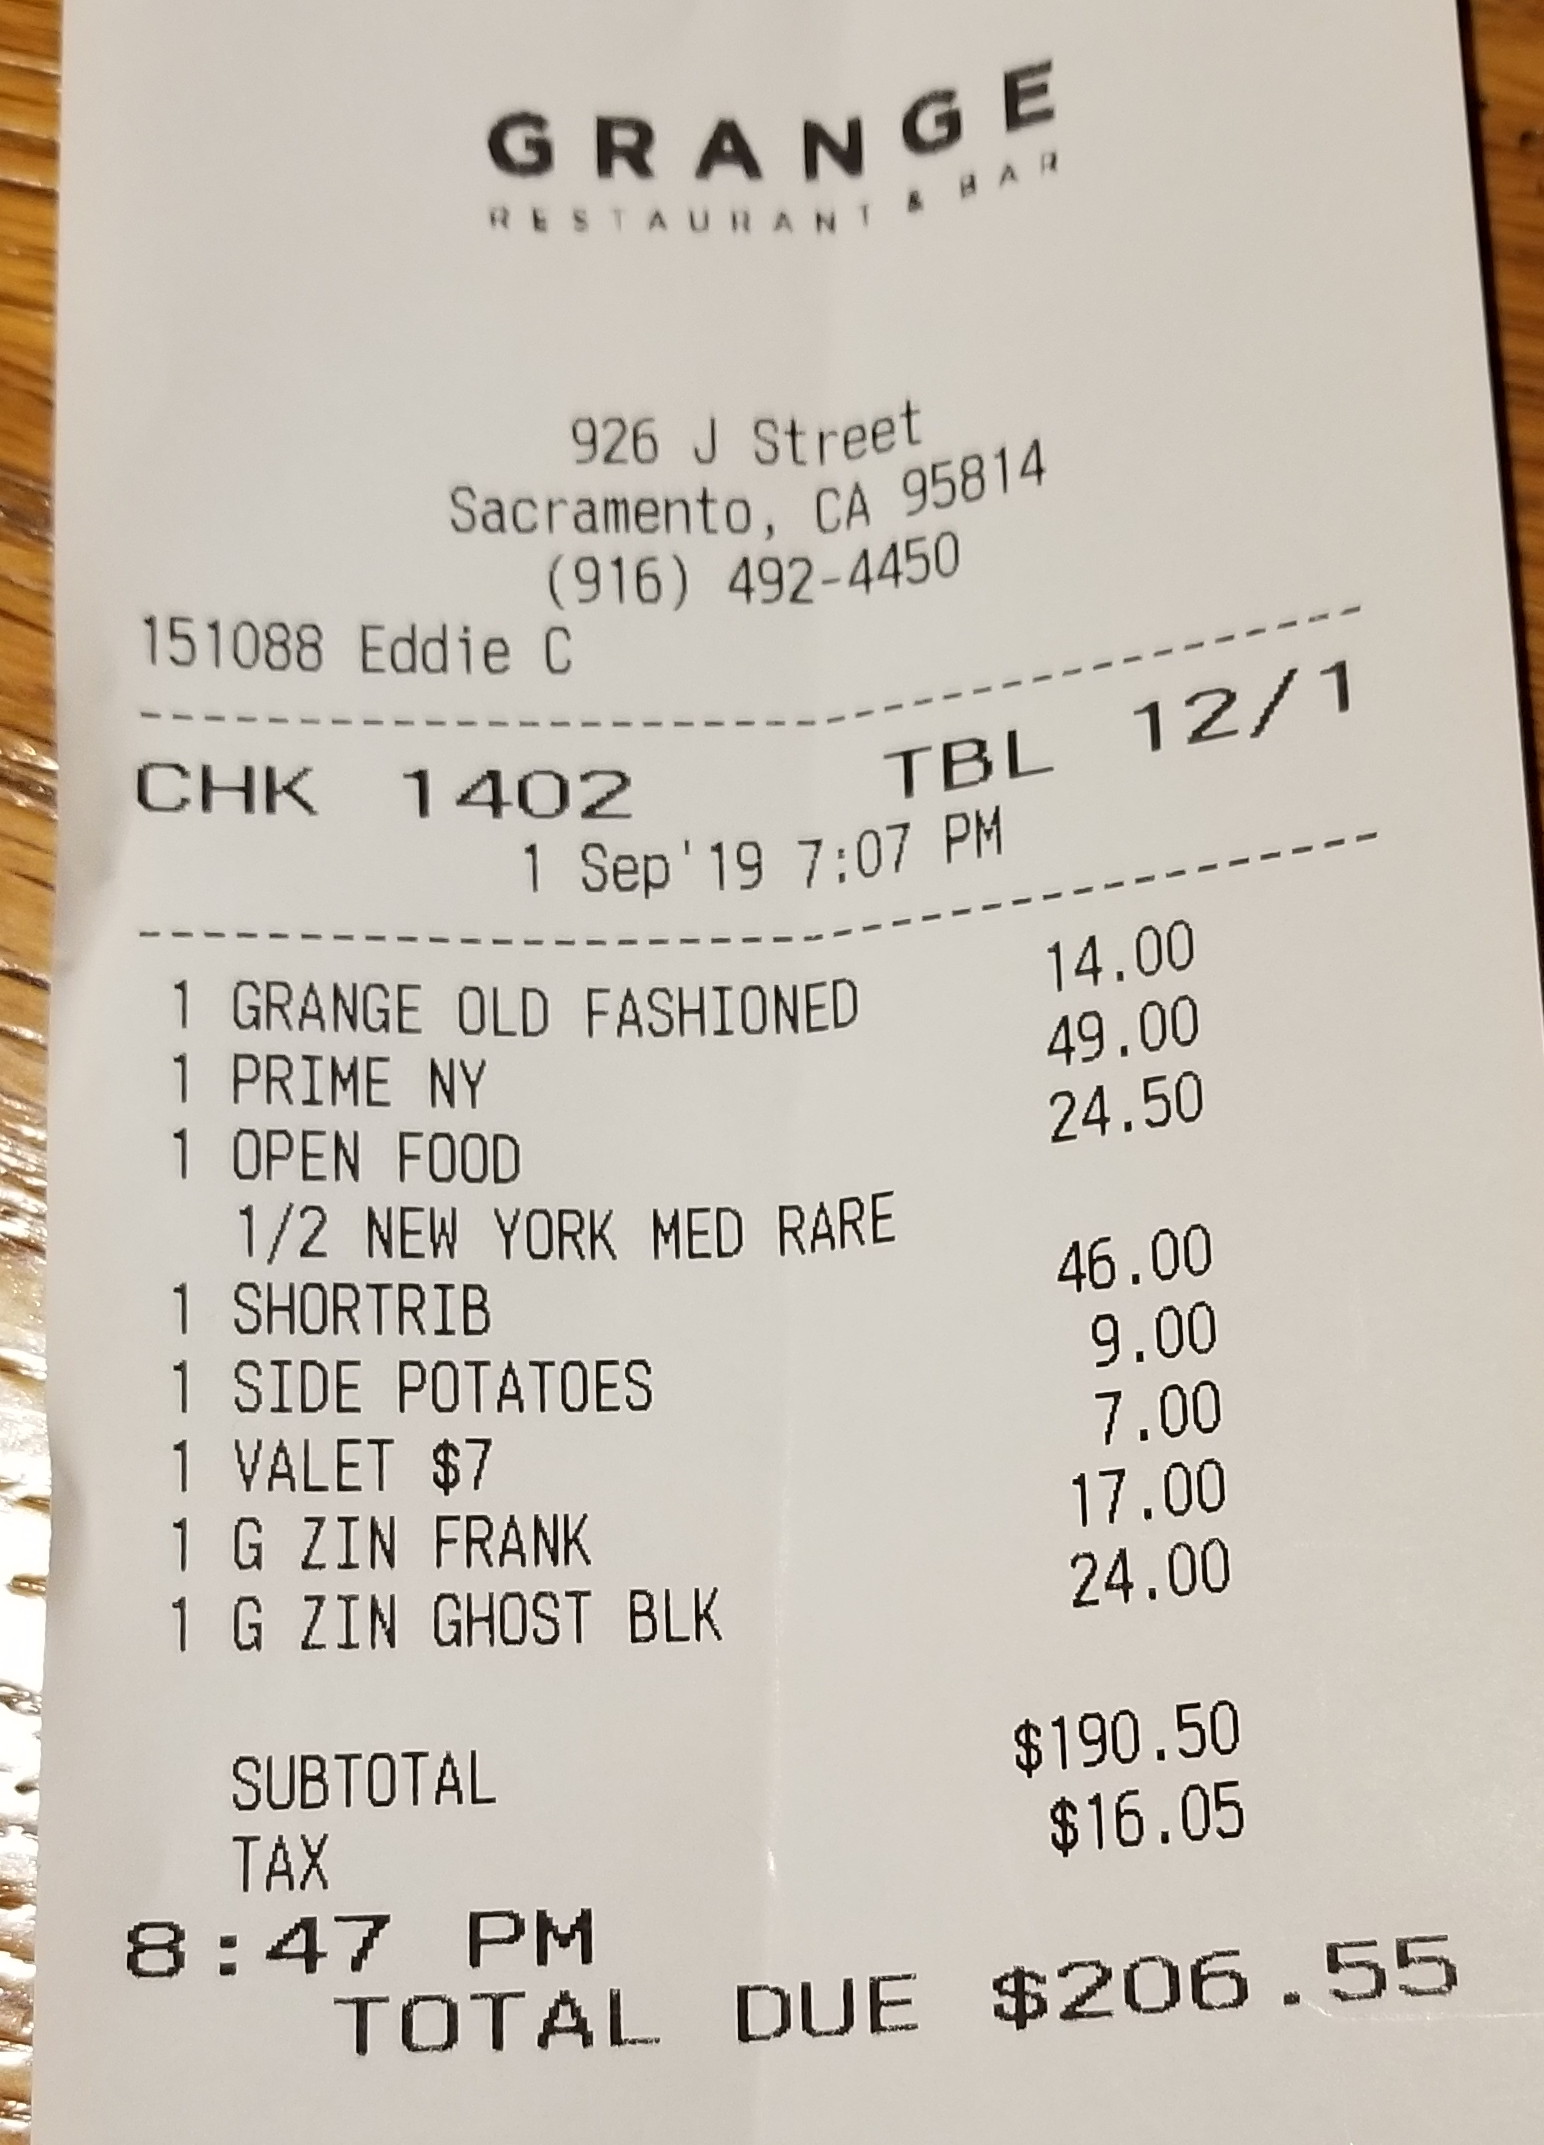 GRANGE
RESTAURANT & BAR
926 J Street
Sacramento, CA 95814
(916) 492-4450
151088 Eddie C
CHK 1402 TBL 12/1
1 Sep'19 7:07 PM
1 GRANGE OLD FASHIONED 14.00
1 PRIME NY 49.00
1 OPEN FOOD 24.50
1/2 NEW YORK MED RARE
1 SHORTRIB 46.00
1 SIDE POTATOES 9.00
1 VALET $7 7.00
1 G ZIN FRANK 17.00
1 G ZIN GHOST BLK 24.00
SUBTOTAL $190.50
TAX $16.05
8:47 PM
TOTAL DUE $206.55